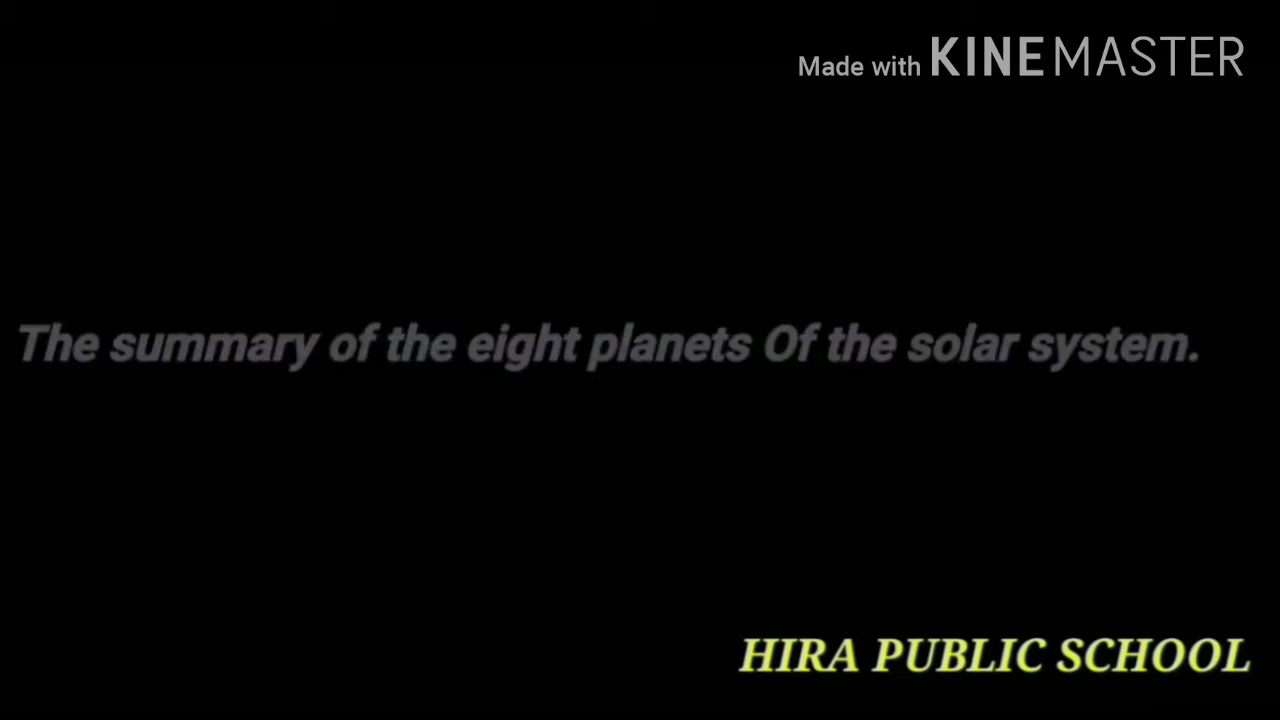 Made with KINEMASTER
The summary of the eight planets Of the solar system.
HIRA PUBLIC SCHOOL